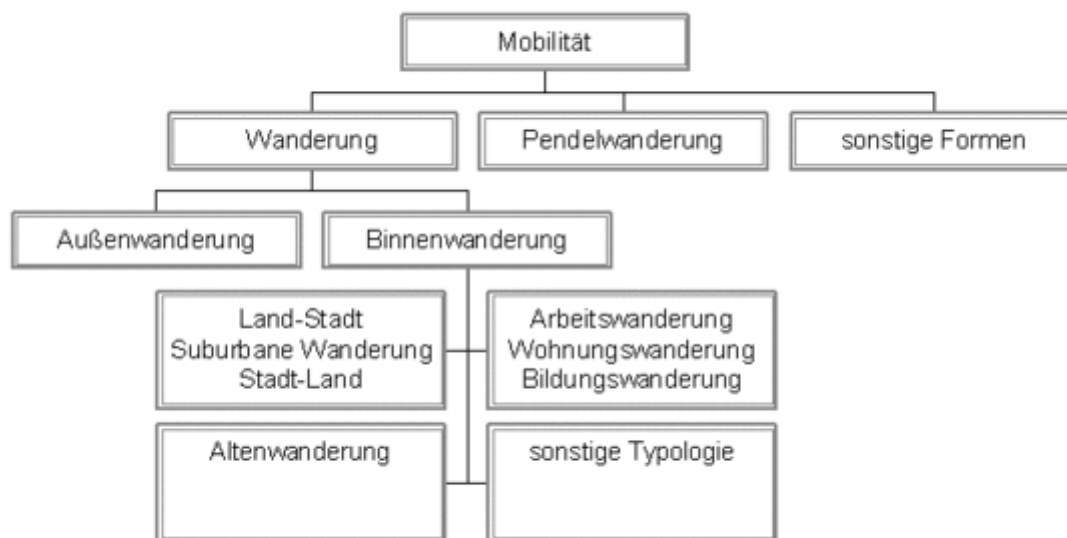 Mobilität
Wanderung
Pendelwanderung
sonstige Formen
Außenwanderung
Binnenwanderung
Land-Stadt
Suburbane Wanderung
Stadt-Land
Arbeitswanderung
Wohnungswanderung
Bildungswanderung
Altenwanderung
sonstige Typologie